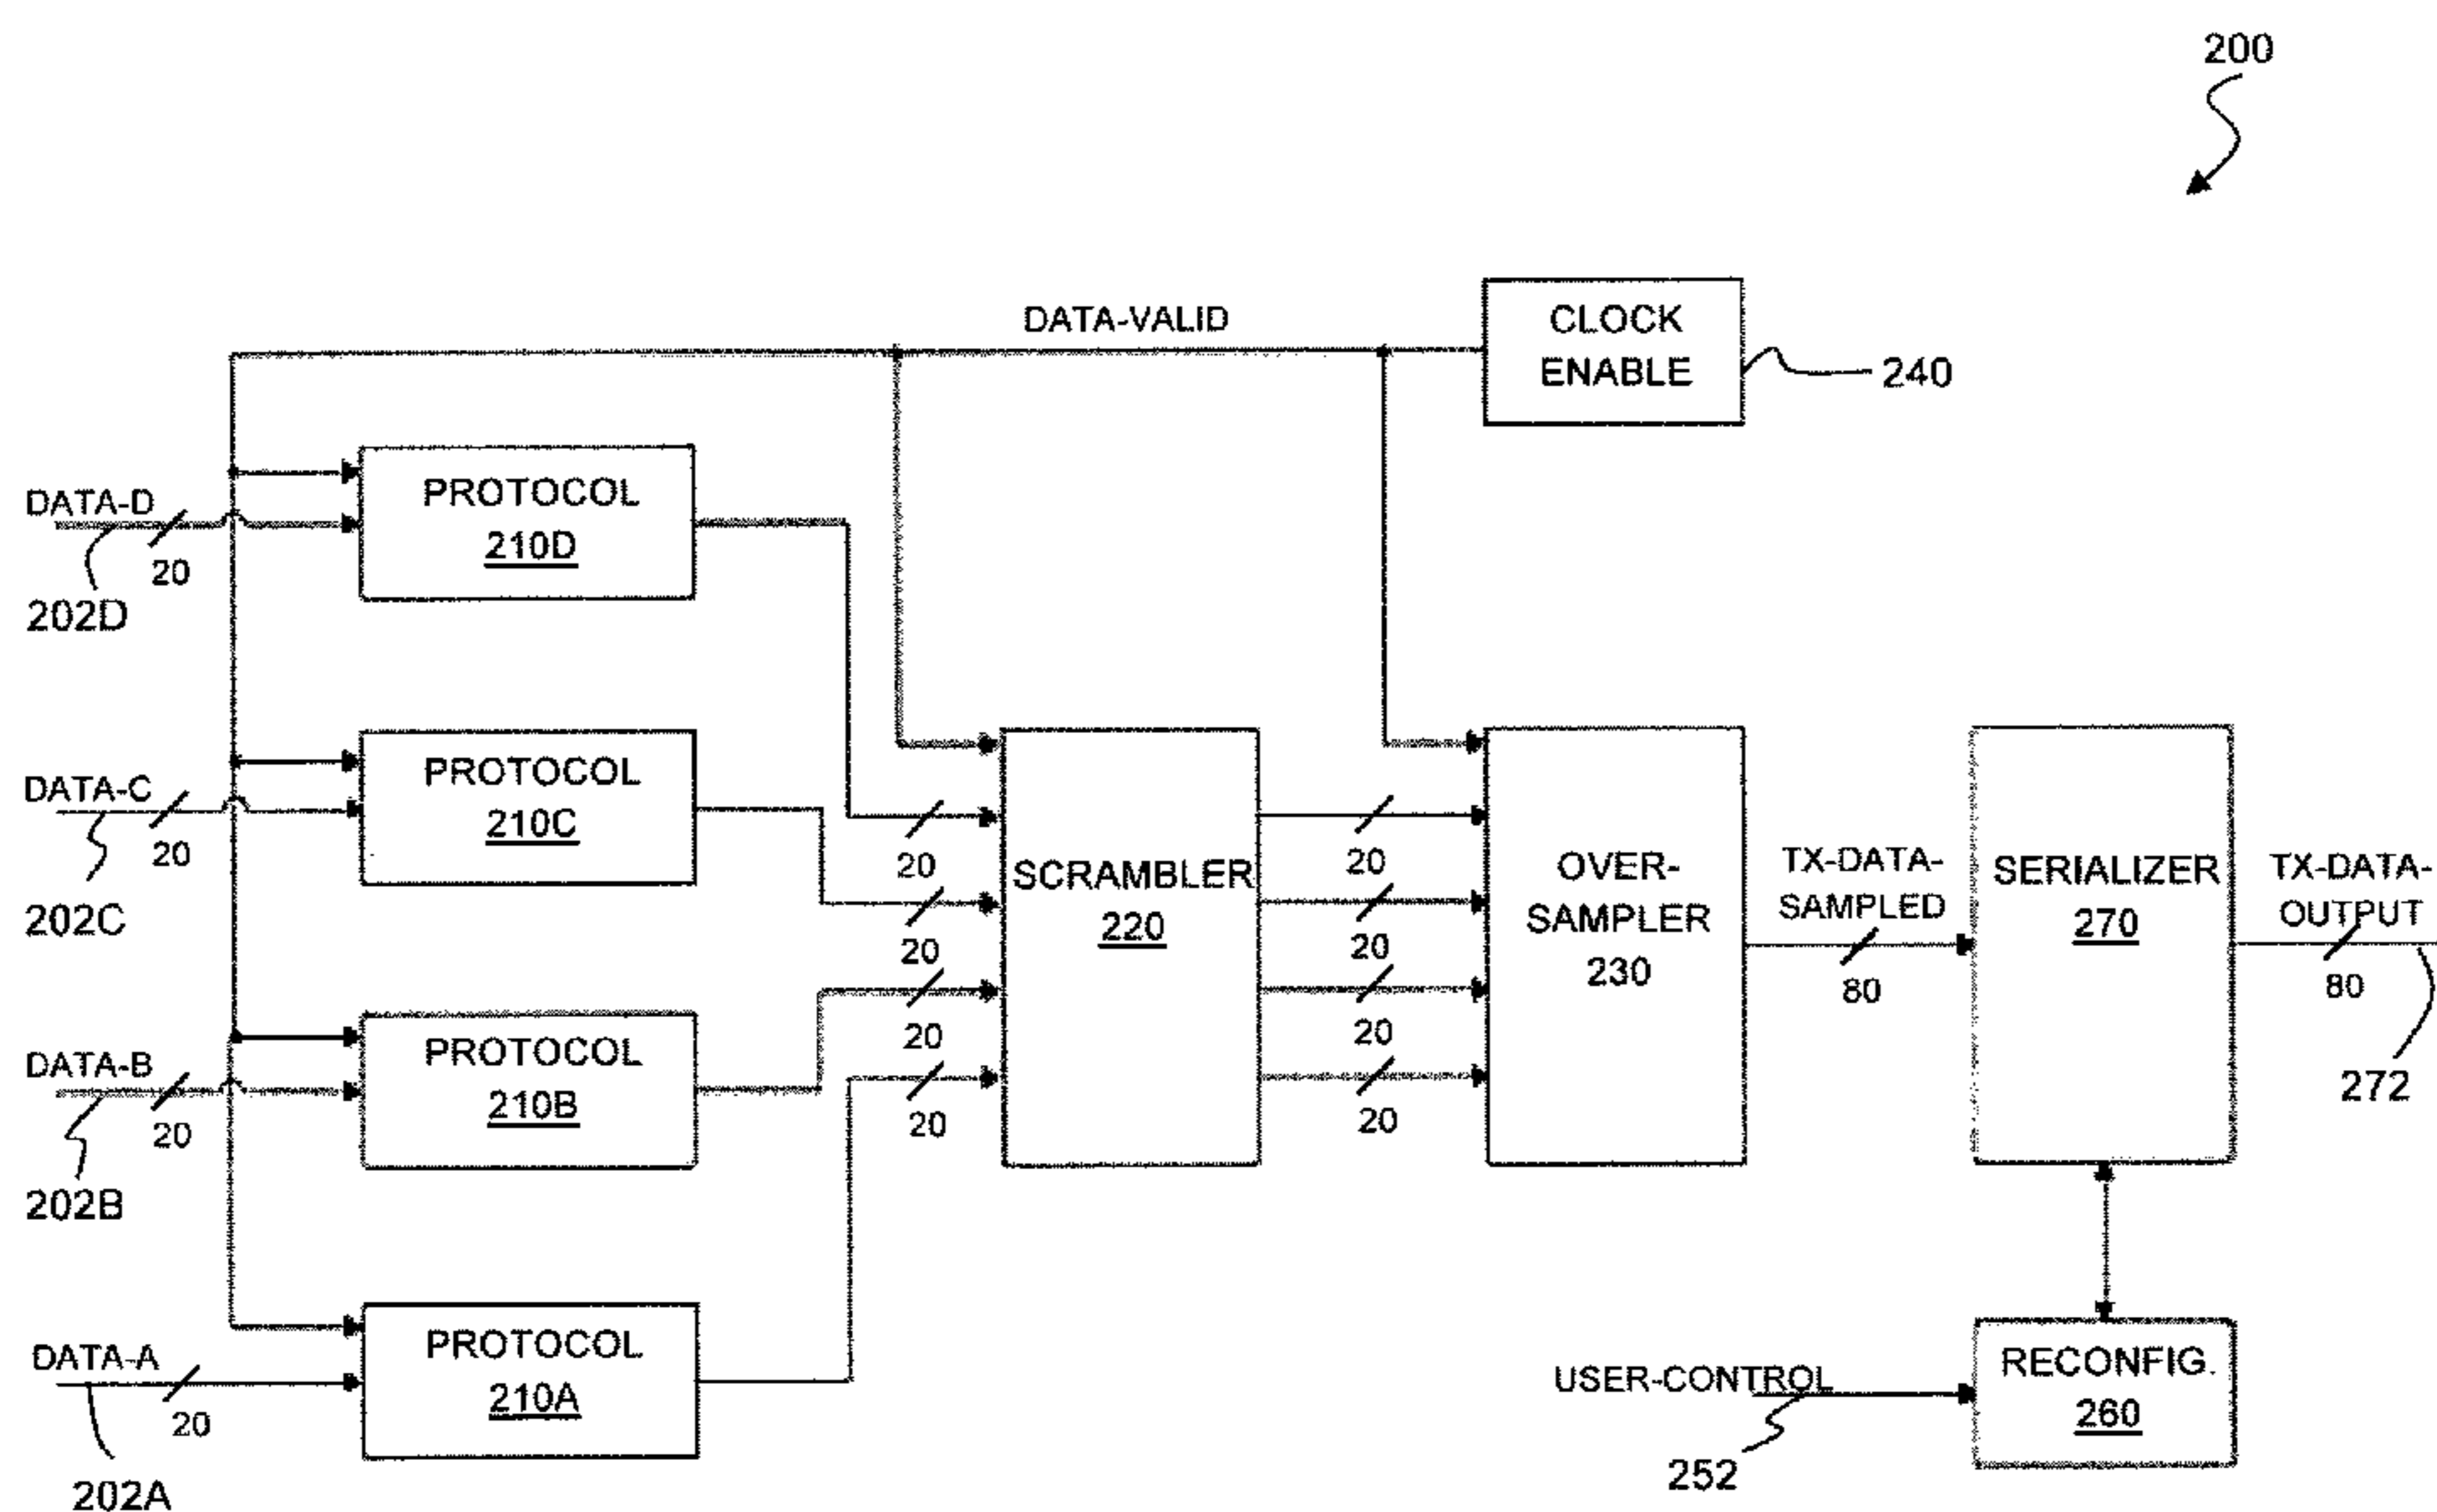 200
DATA-VALID
CLOCK
ENABLE
240
DATA-D
20
202D
PROTOCOL
210D
DATA-C
20
202C
PROTOCOL
210C
DATA-B
20
202B
PROTOCOL
210B
DATA-A
20
202A
PROTOCOL
210A
20
20
20
20
SCRAMBLER
220
20
20
20
20
OVER-
SAMPLER
230
TX-DATA-
SAMPLED
80
SERIALIZER
270
TX-DATA-
OUTPUT
80
272
USER-CONTROL
252
RECONFIG.
260